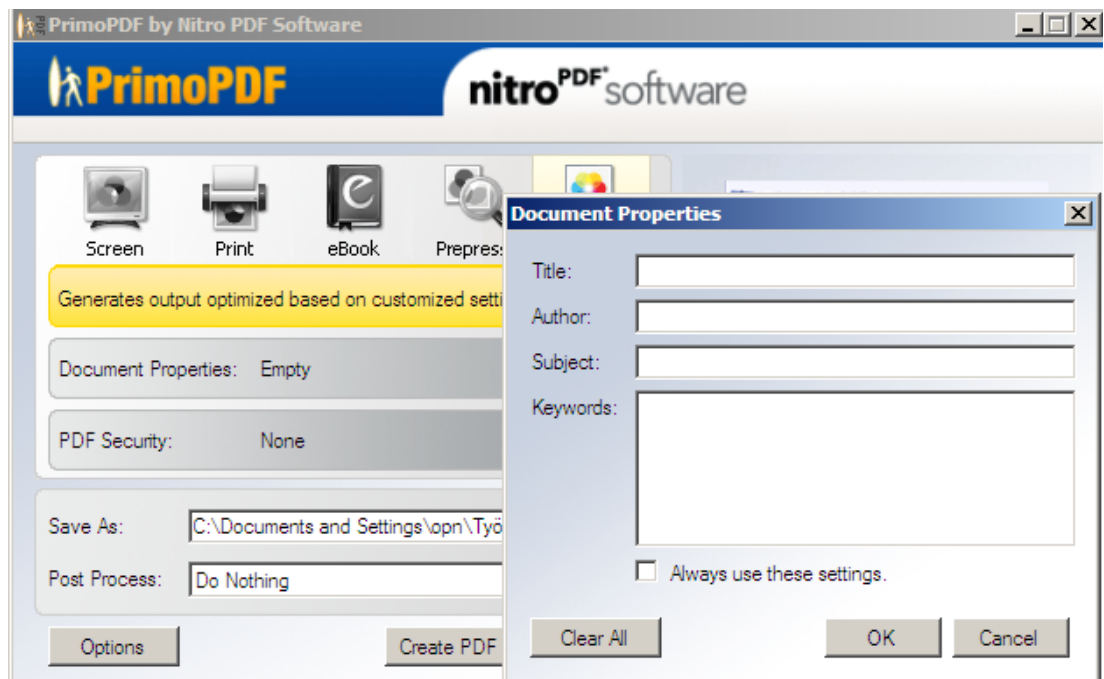 PrimoPDF by Nitro PDF Software
PrimoPDF
nitroPDF® software
Screen
Print
eBook
Prepres
Generates output optimized based on customized setti
Document Properties: Empty
PDF Security: None
Save As: C:\Documents and Settings\opn\Työ
Post Process: Do Nothing
Options
Create PDF
Document Properties
Title:
Author:
Subject:
Keywords:
Always use these settings.
Clear All
OK
Cancel